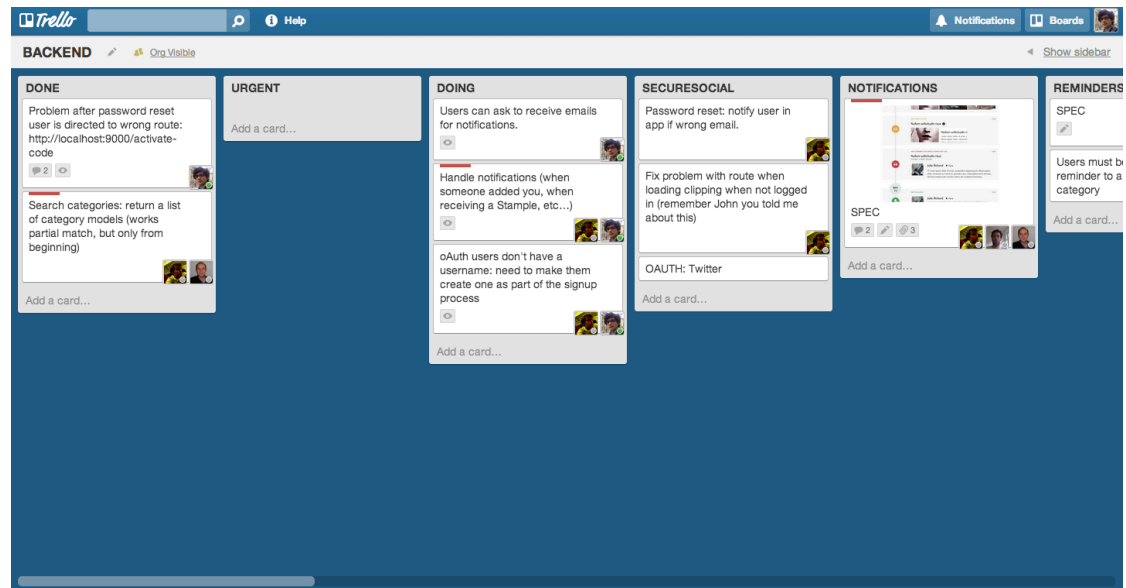 Trello
Help
Notifications
Boards
BACKEND
Org Visible
Show sidebar
DONE
Problem after password reset
user is directed to wrong route:
http://localhost:9000/activate-
code
2
Search categories: return a list
of category models (works
partial match, but only from
beginning)
Add a card…
URGENT
Add a card…
DOING
Users can ask to receive emails
for notifications.
Handle notifications (when
someone added you, when
receiving a Stample, etc…)
oAuth users don't have a
username: need to make them
create one as part of the signup
process
Add a card…
SECURESOCIAL
Password reset: notify user in
app if wrong email.
Fix problem with route when
loading clipping when not logged
in (remember John you told me
about this)
OAUTH: Twitter
Add a card…
NOTIFICATIONS
SPEC
2
3
Add a card…
REMINDERS
SPEC
Users must b
reminder to a
category
Add a card…